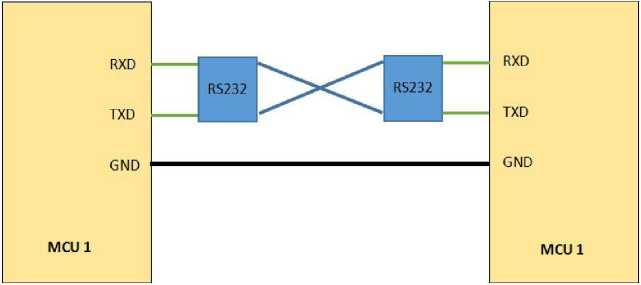 RXD
RS232
TXD
GND
MCU 1
RXD
RS232
TXD
GND
MCU 1